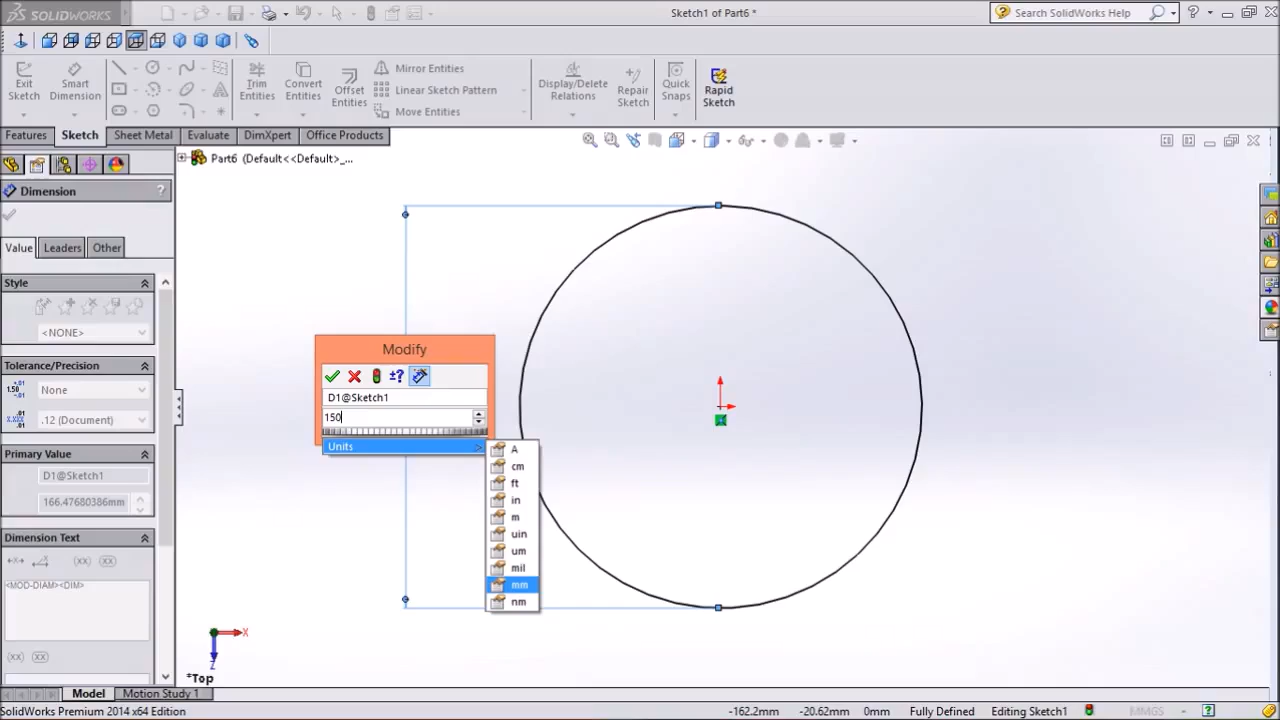 SOLIDWORKS
Sketch1 of Part6 *
Search SolidWorks Help
Exit Sketch
Smart Dimension
Trim Entities
Convert Entities
Offset Entities
Mirror Entities
Linear Sketch Pattern
Move Entities
Display/Delete Relations
Repair Sketch
Quick Snaps
Rapid Sketch
Features
Sketch
Sheet Metal
Evaluate
DimXpert
Office Products
Part6 (Default<<Default>_...
Dimension
?
Value
Leaders
Other
Style
<NONE>
Tolerance/Precision
None
.12 (Document)
Primary Value
D1@Sketch1
166.47680386mm
Dimension Text
<MOD-DIAM><DIM>
Modify
D1@Sketch1
150
Units
A
cm
ft
in
m
uin
um
mil
mm
nm
X
Z
*Top
Model
Motion Study 1
SolidWorks Premium 2014 x64 Edition
-162.2mm
-20.62mm
0mm
Fully Defined
Editing Sketch1
MMGS